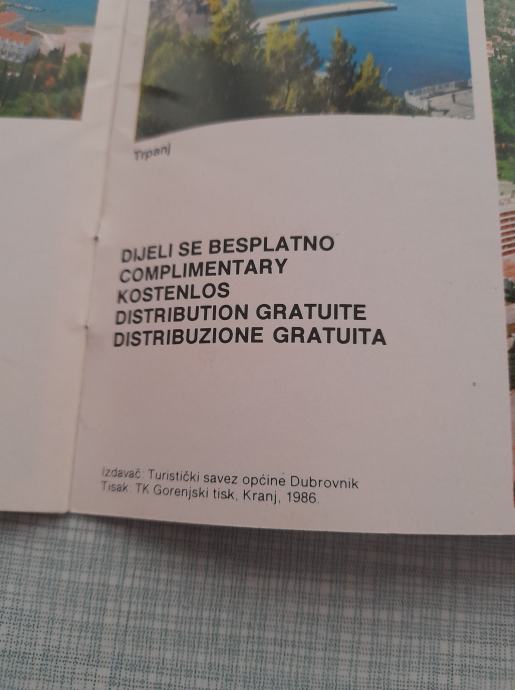 Trpanj
DIJELI SE BESPLATNO
COMPLIMENTARY
KOSTENLOS
DISTRIBUTION GRATUITE
DISTRIBUZIONE GRATUITA
Izdavač: Turistički savez općine Dubrovnik
Tisak: TK Gorenjski tisk, Kranj, 1986.